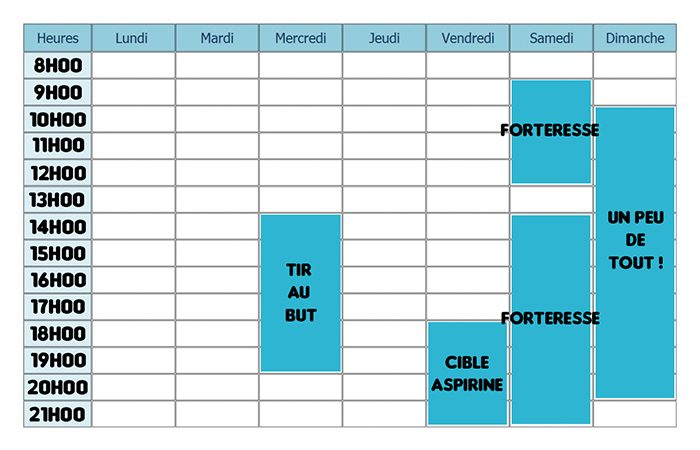 Heures Lundi Mardi Mercredi Jeudi Vendredi Samedi Dimanche
8H00
9H00
10H00
FORTERESSE
11H00
12H00
13H00
14H00
UN PEU
DE
TOUT !
15H00
TIR
AU
BUT
16H00
17H00
FORTERESSE
18H00
19H00
CIBLE
ASPIRINE
20H00
21H00